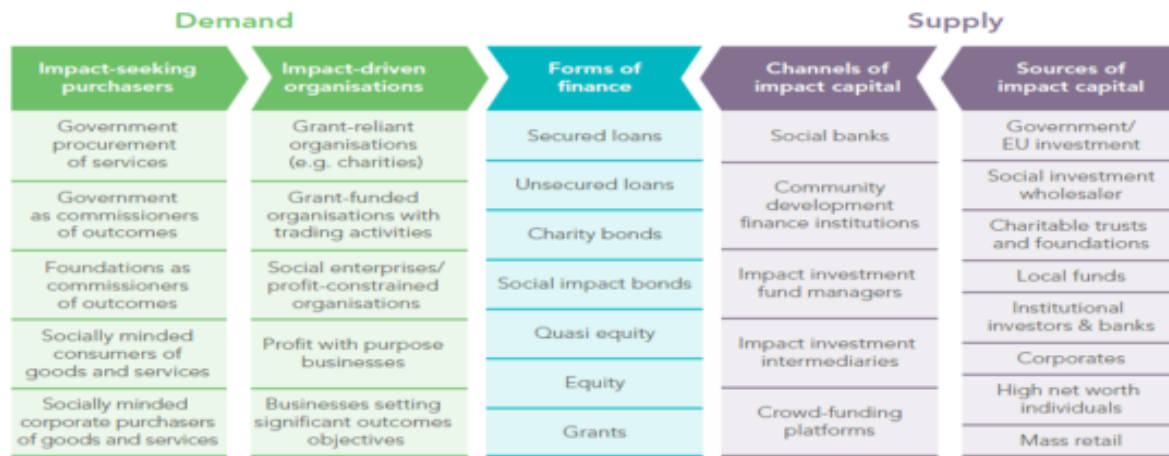 Demand
Supply
Impact-seeking
purchasers
Impact-driven
organisations
Forms of
finance
Channels of
impact capital
Sources of
impact capital
Government
procurement
of services
Government
as commissioners
of outcomes
Foundations as
commissioners
of outcomes
Socially minded
consumers of
goods and services
Socially minded
corporate purchasers
of goods and services
Grant-reliant
organisations
(e.g. charities)
Grant-funded
organisations with
trading activities
Social enterprises/
profit-constrained
organisations
Profit with purpose
businesses
Businesses setting
significant outcomes
objectives
Secured loans
Unsecured loans
Charity bonds
Social impact bonds
Quasi equity
Equity
Grants
Social banks
Community
development
finance institutions
Impact investment
fund managers
Impact investment
intermediaries
Crowd-funding
platforms
Government/
EU investment
Social investment
wholesaler
Charitable trusts
and foundations
Local funds
Institutional
investors & banks
Corporates
High net worth
individuals
Mass retail